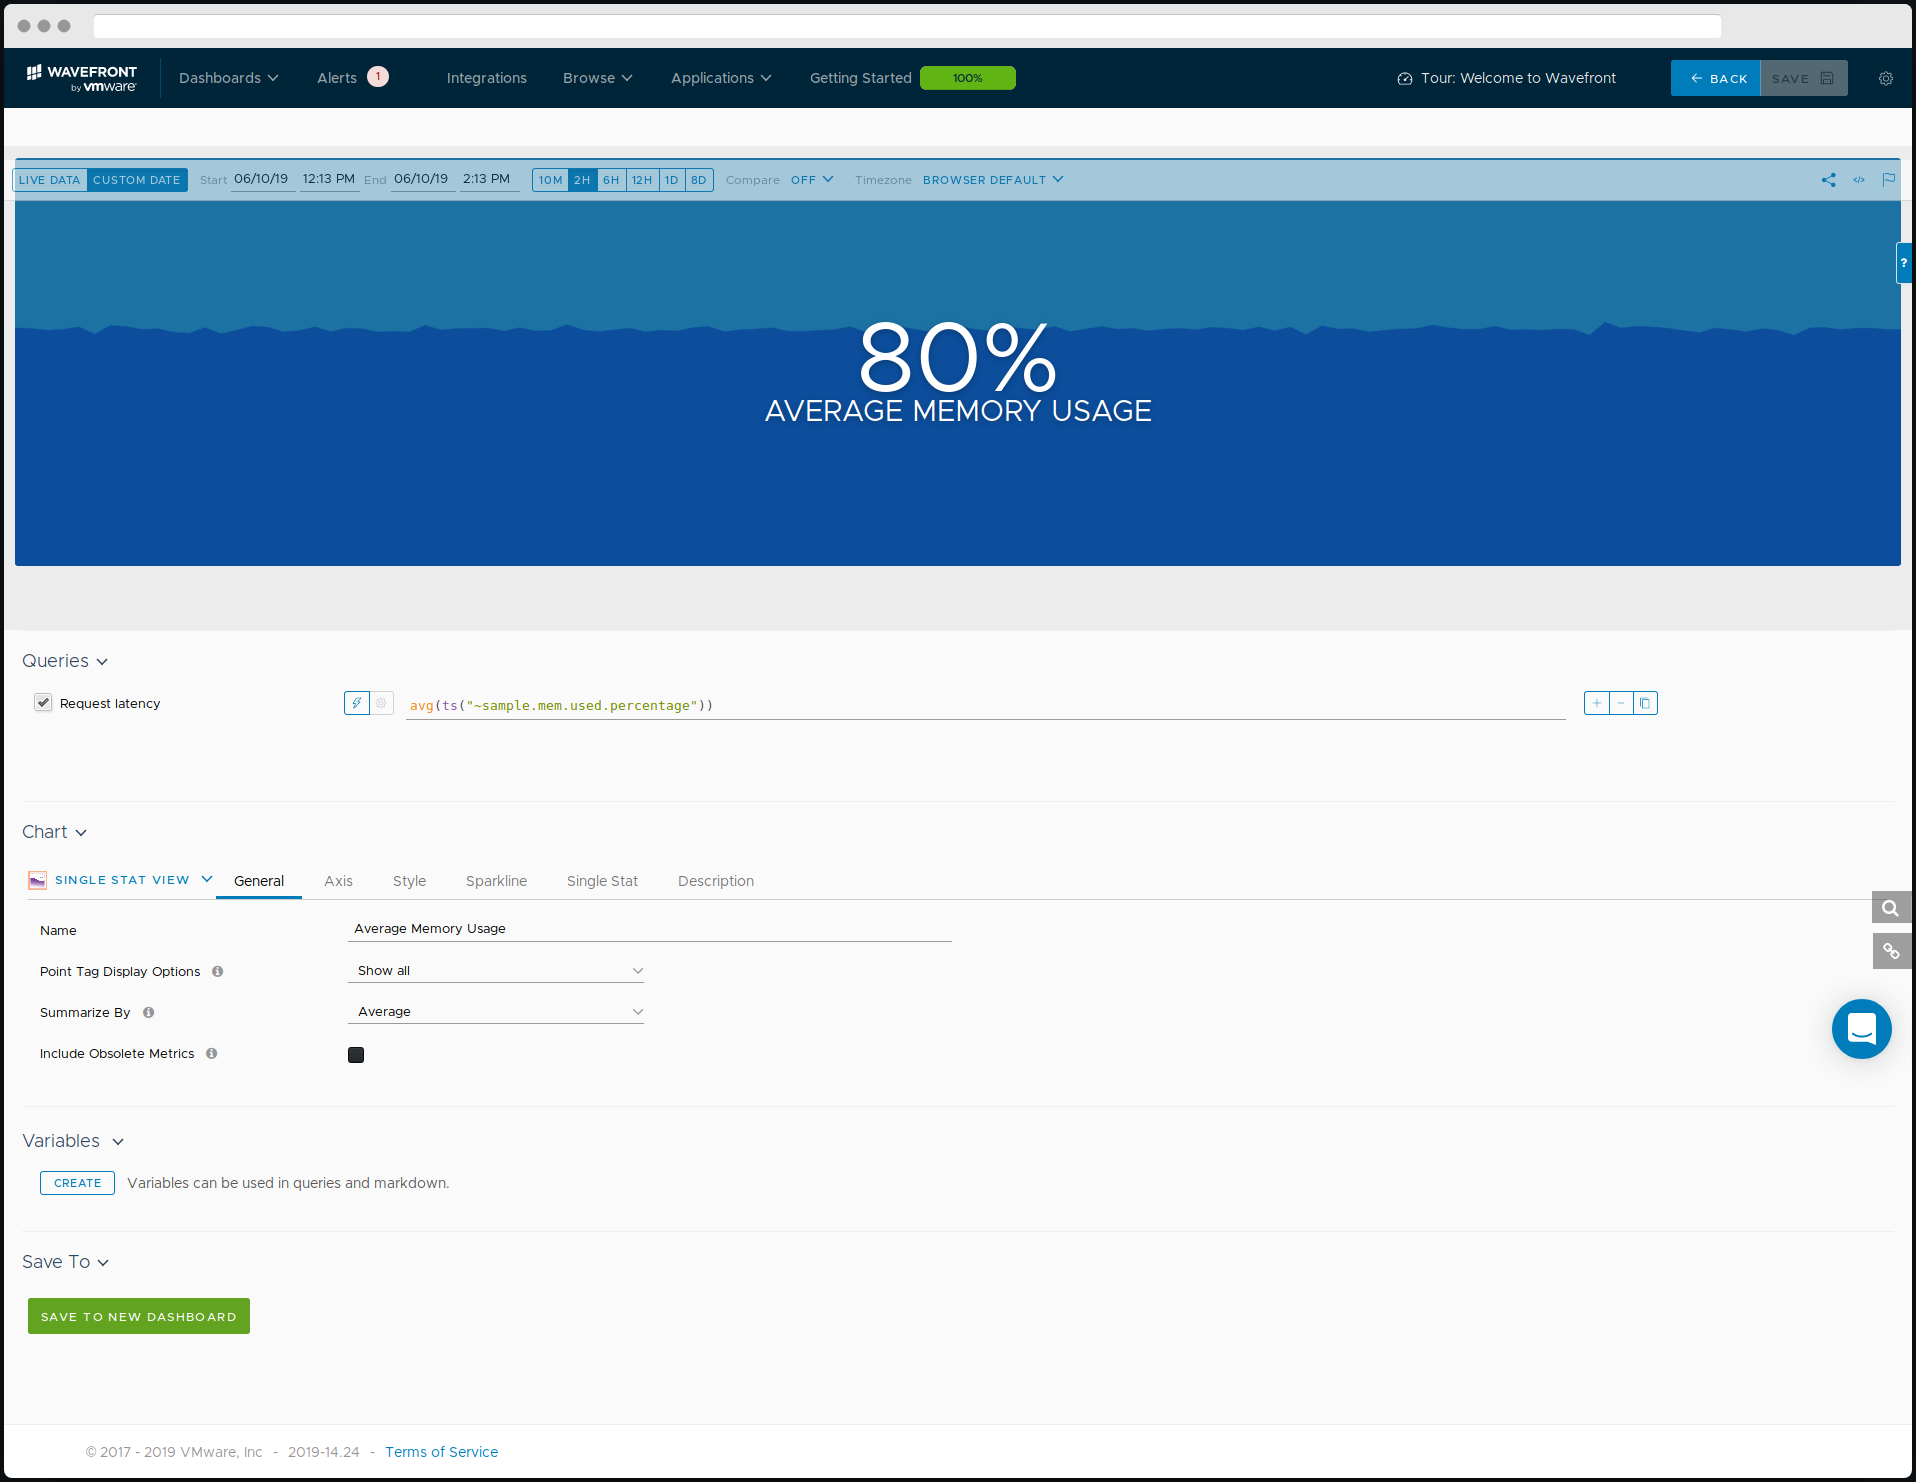 WAVEFRONT
by vmware
Dashboards
Alerts 1
Integrations
Browse
Applications
Getting Started 100%
Tour: Welcome to Wavefront
BACK
SAVE
LIVE DATA CUSTOM DATE Start 06/10/19 12:13 PM End 06/10/19 2:13 PM 10M 2H 6H 12H 1D 8D Compare OFF Timezone BROWSER DEFAULT </>
?
80%
AVERAGE MEMORY USAGE
Queries
Request latency avg(ts("~sample.mem.used.percentage"))
Chart
SINGLE STAT VIEW General Axis Style Sparkline Single Stat Description
Name Average Memory Usage
Point Tag Display Options Show all
Summarize By Average
Include Obsolete Metrics
Variables
CREATE Variables can be used in queries and markdown.
Save To
SAVE TO NEW DASHBOARD
© 2017 - 2019 VMware, Inc - 2019-14.24 - Terms of Service